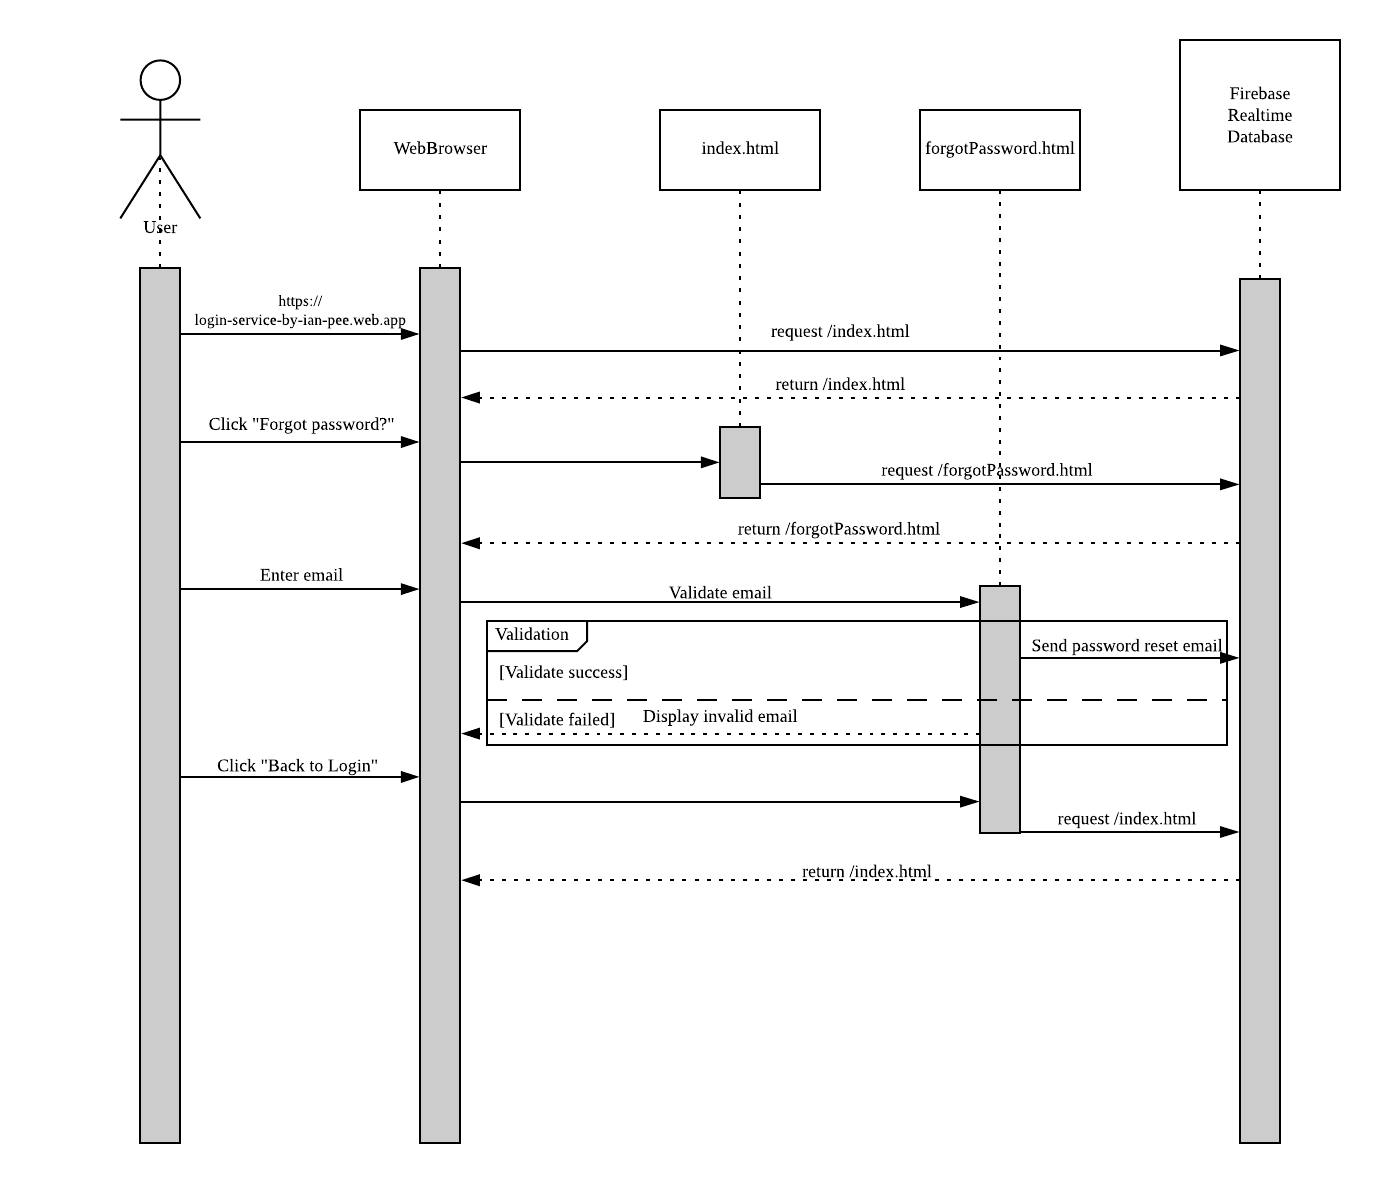 Firebase
Realtime
Database
WebBrowser
index.html
forgotPassword.html
User
https://
login-service-by-ian-pee.web.app
request /index.html
return /index.html
Click "Forgot password?"
request /forgotPassword.html
return /forgotPassword.html
Enter email
Validate email
Validation
Send password reset email
[Validate success]
[Validate failed]
Display invalid email
Click "Back to Login"
request /index.html
return /index.html